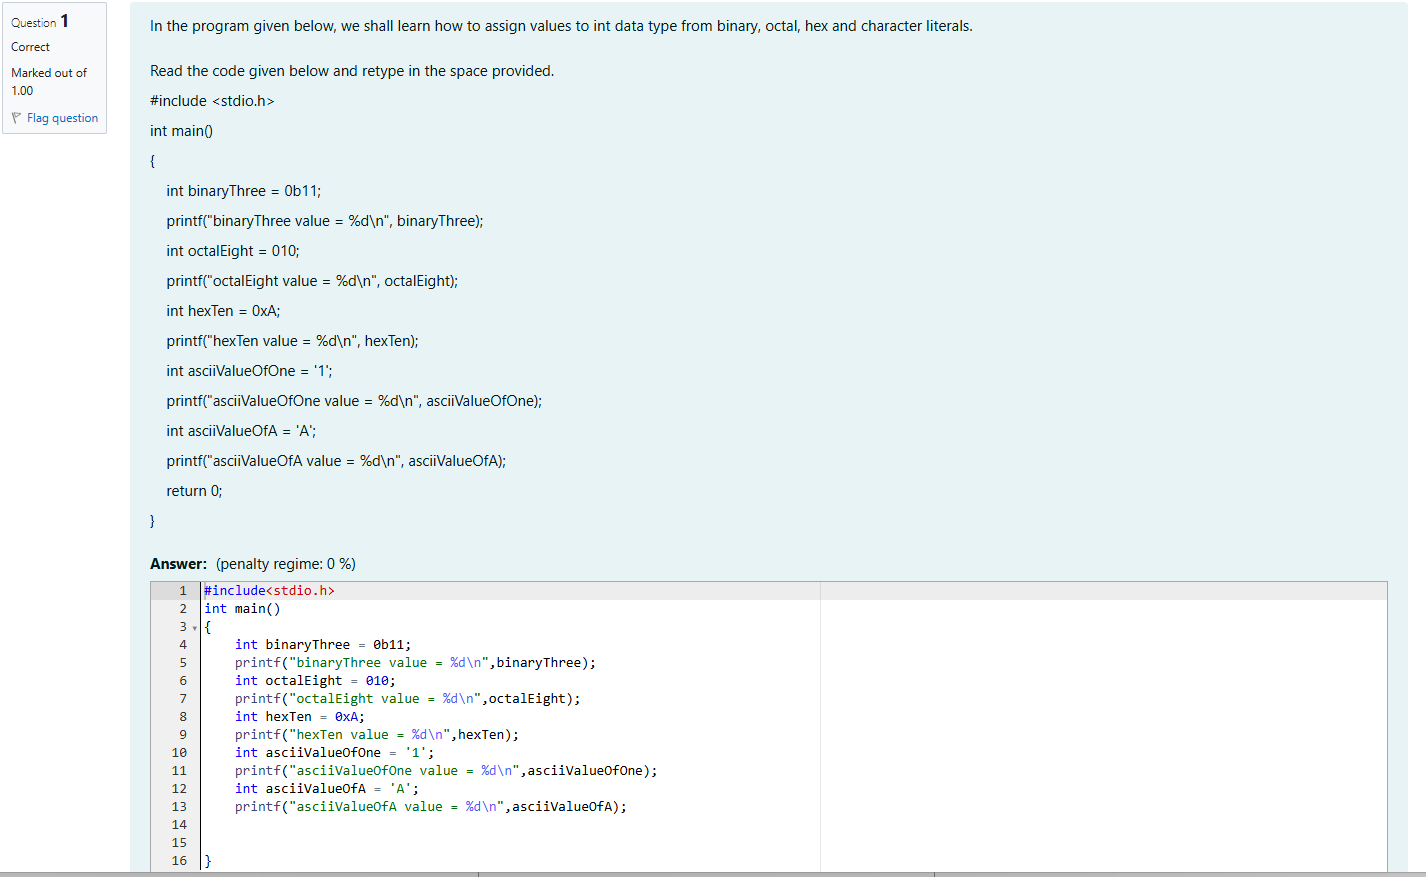 Question 1
Correct
Marked out of
1.00
Flag question
In the program given below, we shall learn how to assign values to int data type from binary, octal, hex and character literals.
Read the code given below and retype in the space provided.
#include <stdio.h>
int main()
{
int binaryThree = 0b11;
printf("binaryThree value = %d\n", binaryThree);
int octalEight = 010;
printf("octalEight value = %d\n", octalEight);
int hexTen = 0xA;
printf("hexTen value = %d\n", hexTen);
int asciiValueOfOne = '1';
printf("asciiValueOfOne value = %d\n", asciiValueOfOne);
int asciiValueOfA = 'A';
printf("asciiValueOfA value = %d\n", asciiValueOfA);
return 0;
}
Answer: (penalty regime: 0 %)
1 #include<stdio.h>
2 int main()
3 {
4 int binaryThree = 0b11;
5 printf("binaryThree value = %d\n",binaryThree);
6 int octalEight = 010;
7 printf("octalEight value = %d\n",octalEight);
8 int hexTen = 0xA;
9 printf("hexTen value = %d\n",hexTen);
10 int asciiValueOfOne = '1';
11 printf("asciiValueOfOne value = %d\n",asciiValueOfOne);
12 int asciiValueOfA = 'A';
13 printf("asciiValueOfA value = %d\n",asciiValueOfA);
14
15
16 }